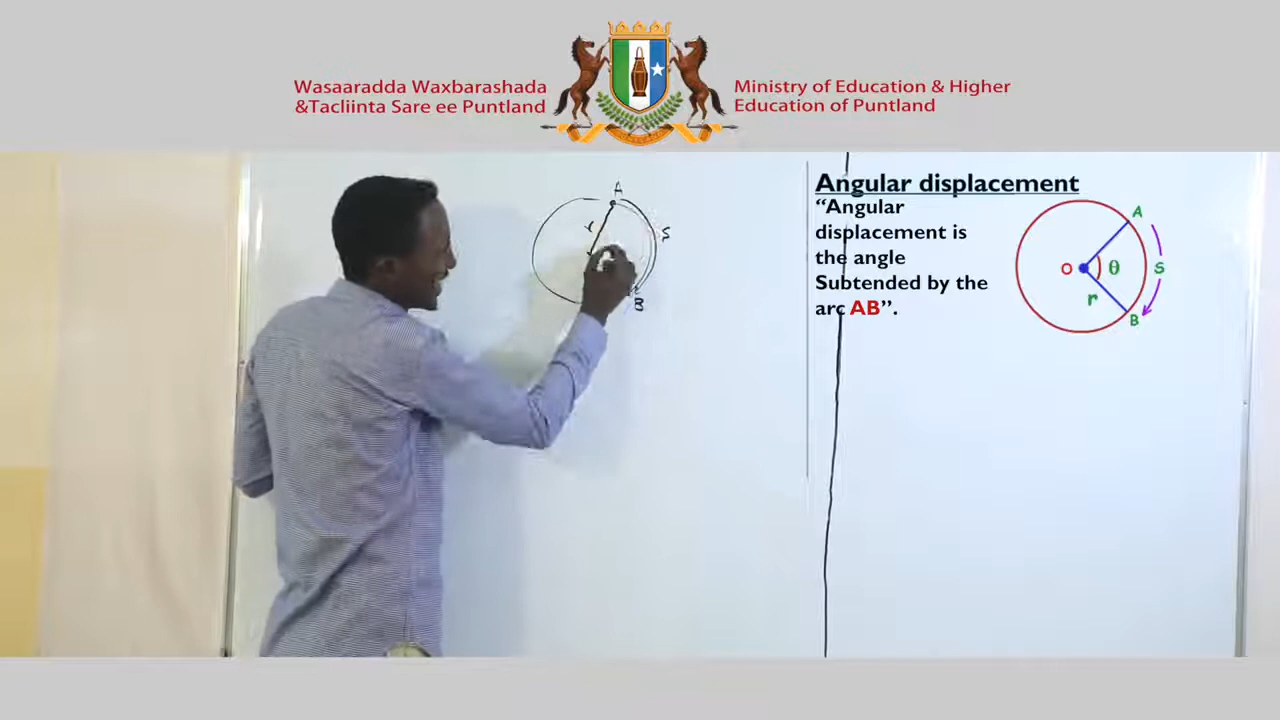 Wasaaradda Waxbarashada
&Tacliinta Sare ee Puntland
Ministry of Education & Higher
Education of Puntland
A
r
S
B
Angular displacement
“Angular
displacement is
the angle
Subtended by the
arc AB”.
A
O θ S
r
B